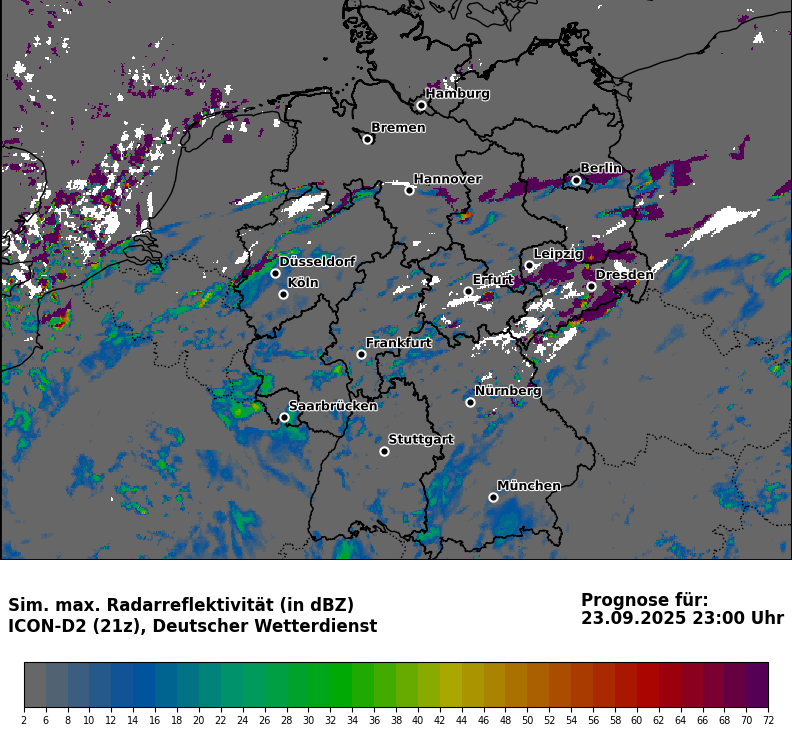 Hamburg
Bremen
Berlin
Hannover
Leipzig
Düsseldorf
Dresden
Erfurt
Köln
Frankfurt
Nürnberg
Saarbrücken
Stuttgart
München
Sim. max. Radarreflektivität (in dBZ)
ICON-D2 (21z), Deutscher Wetterdienst
Prognose für:
23.09.2025 23:00 Uhr
2 6 8 10 12 14 16 18 20 22 24 26 28 30 32 34 36 38 40 42 44 46 48 50 52 54 56 58 60 62 64 66 68 70 72